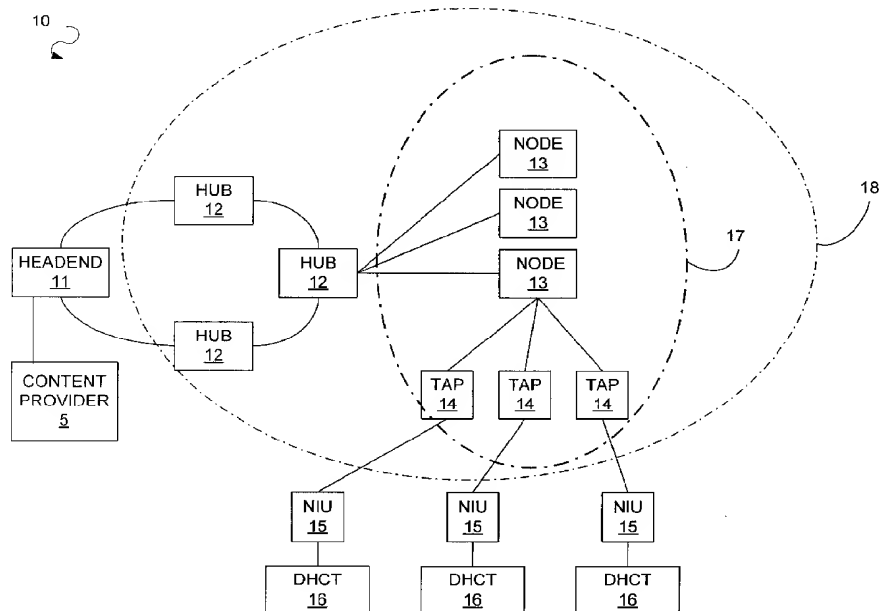 10
NODE
13
HUB
12
NODE
13
18
17
HEADEND
11
HUB
12
NODE
13
HUB
12
CONTENT
PROVIDER
5
TAP
14
TAP
14
TAP
14
NIU
15
NIU
15
NIU
15
DHCT
16
DHCT
16
DHCT
16